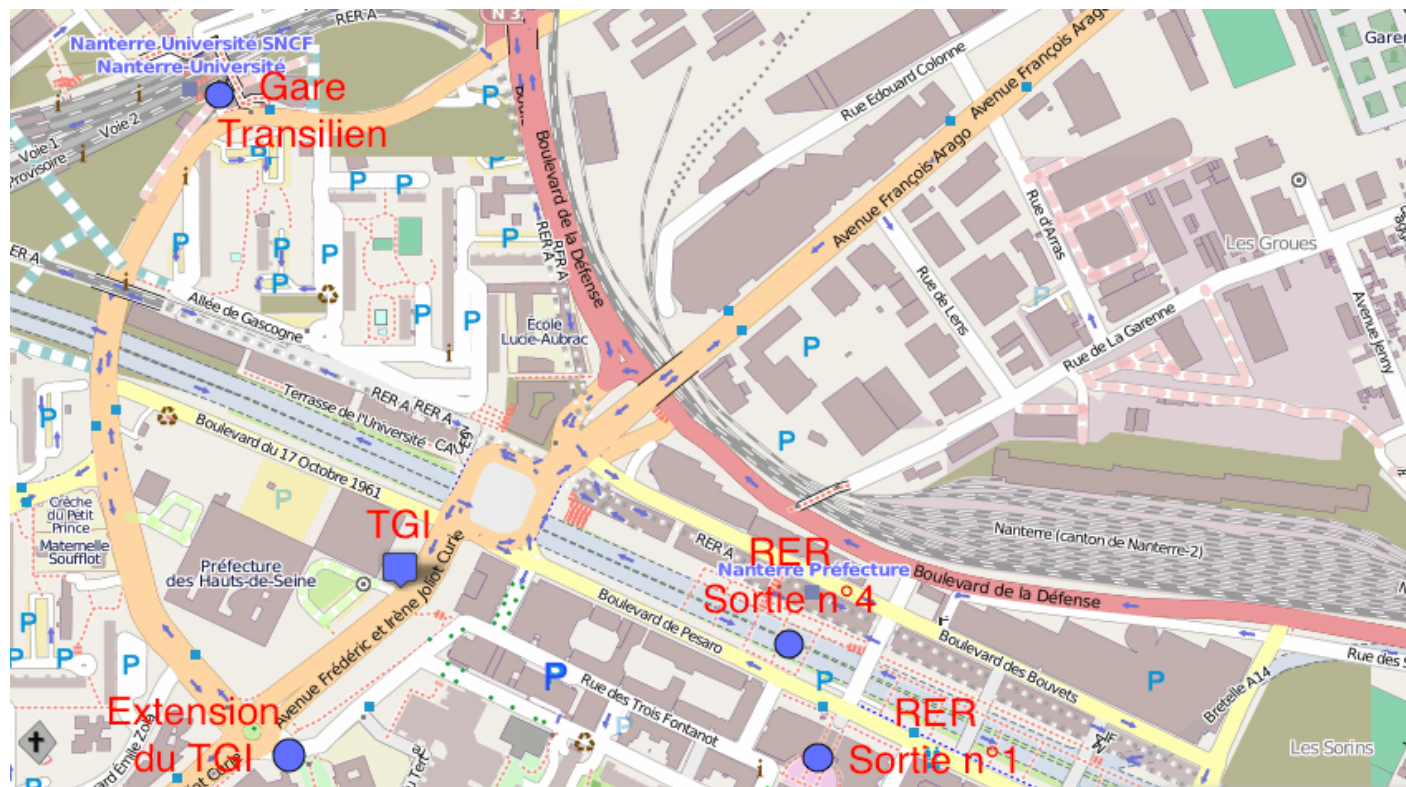 RER A
N 3
Nanterre Université SNCF
Nanterre-Université
Gare
Transilien
Voie 1
Voie 2
Provisoire
P
P
P
P
P
P
P
P
P
P
P
P
P
P
Boulevard de la Défense
RER A
RER A
Rue Edouard Colonne
Avenue François Arago
Avenue François Arago
Garen
Rue d'Arras
Les Groues
Rue de Lens
Rue de La Garenne
Avenue Jenny
P
P
P
ER A
Allée de Gascogne
École
Lucie-Aubrac
RER A
RER A
Terrasse de l'Université
Boulevard du 17 Octobre 1961
P
P
Crèche
du Petit
Prince
Maternelle
Soufflot
TGI
Préfecture
des Hauts-de-Seine
Avenue Frédéric et Irène Joliot Curie
RER A
RER
Nanterre Préfecture
Sortie n°4
Nanterre (canton de Nanterre-2)
Boulevard de la Défense
Boulevard de Pesaro
Boulevard des Bouvets
Rue des S
Bretelle A14
P
P
P
P
P
P
P
P
Rue des Trois Fontanot
RER
Sortie n°1
Extension
du TGI
Les Sorins